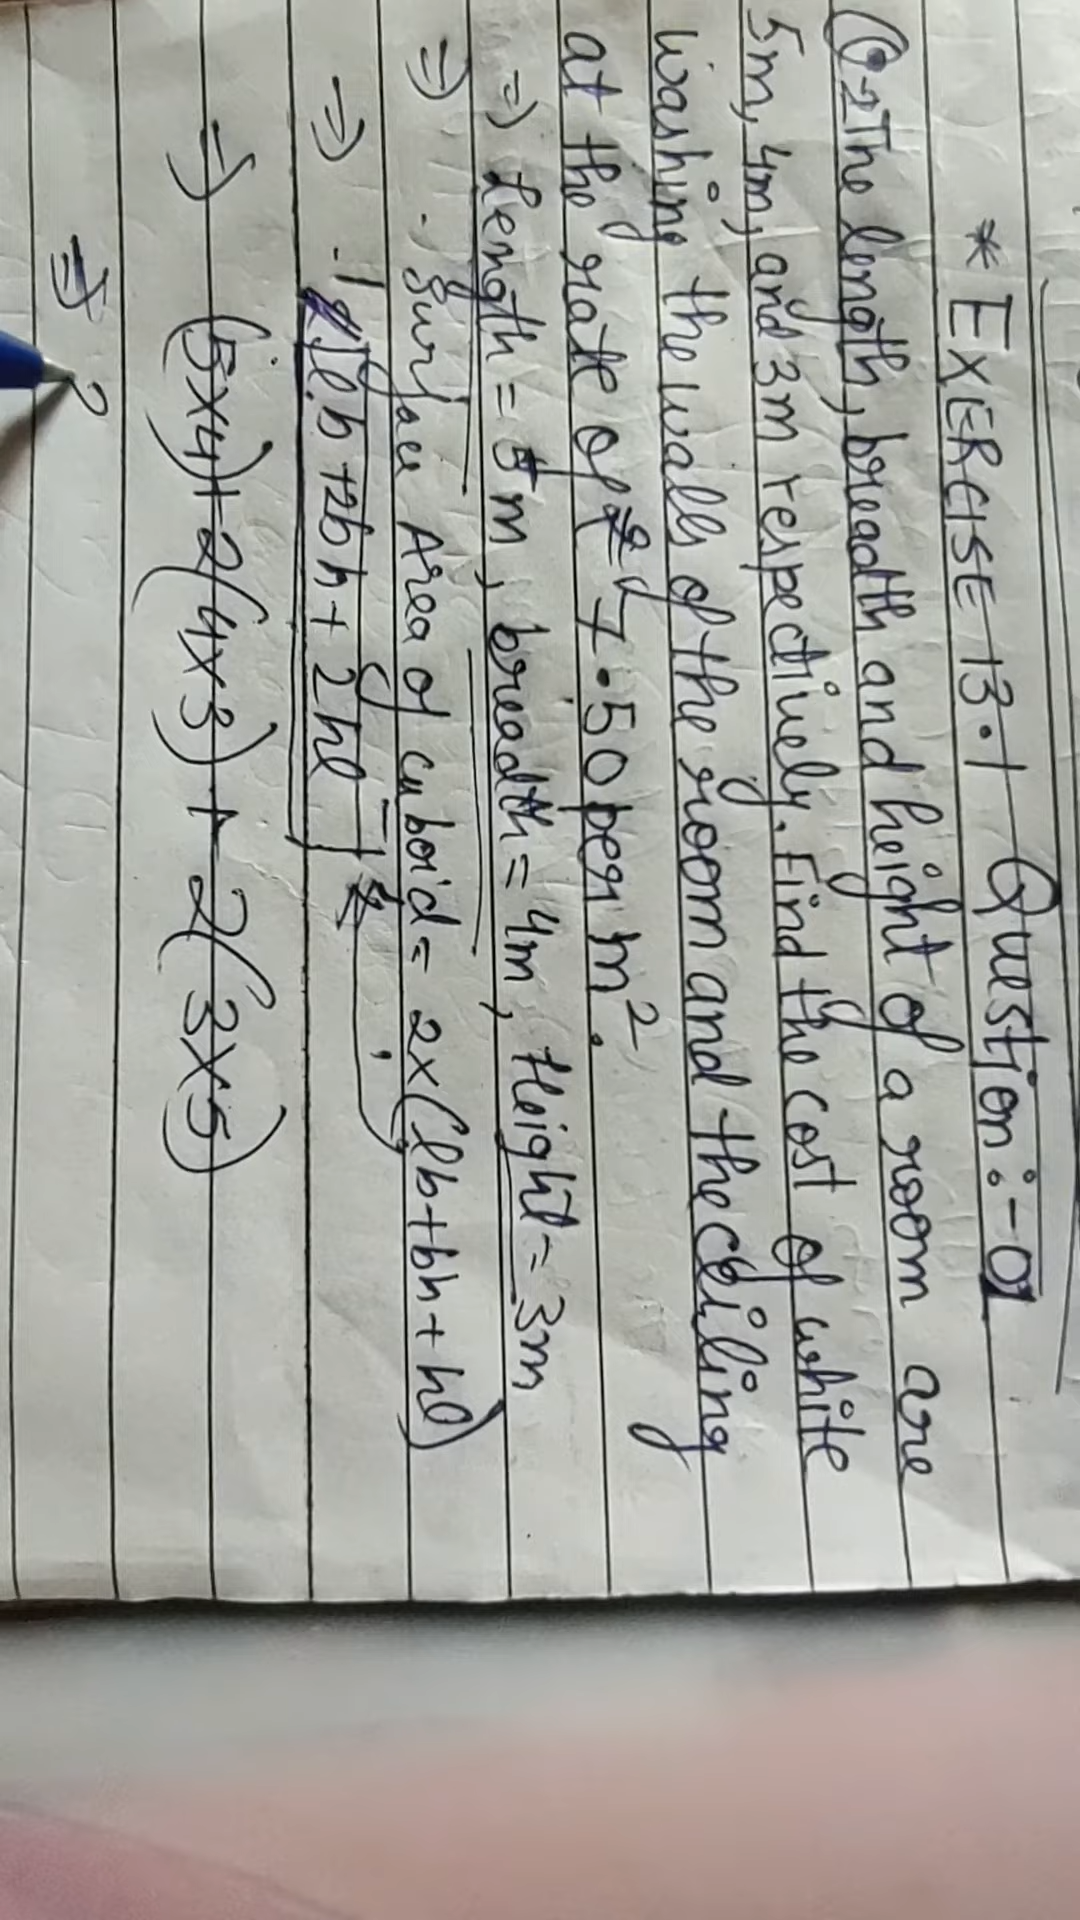 * EXERCISE-13.1 Question:-01
Q.2 The length, breadth and height of a room are
5m, 4m, and 3m respectively. Find the cost of white
washing the walls of the room and the ceiling
at the rate of ₹ 7.50 per m².
⇒ Length = 5m, breadth = 4m, Height = 3m
⇒ Surface Area of cuboid = 2×(lb+bh+hl)
⇒ lb+2bh+2hl
⇒ (5×4)+2(4×3)+2(3×5)
⇒ 2